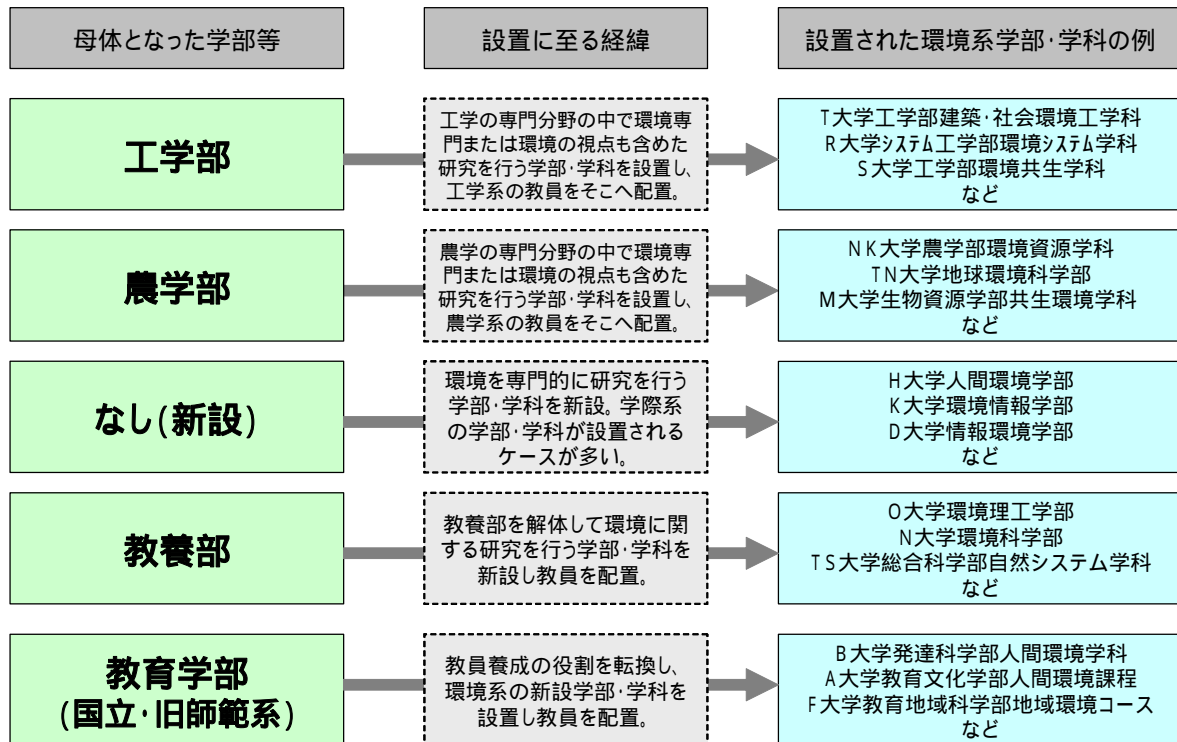 母体となった学部等
設置に至る経緯
設置された環境系学部･学科の例
工学部
工学の専門分野の中で環境専
門または環境の視点も含めた
研究を行う学部･学科を設置し、
工学系の教員をそこへ配置。
T大学工学部建築･社会環境工学科
R大学システム工学部環境システム学科
S大学工学部環境共生学科
など
農学部
農学の専門分野の中で環境専
門または環境の視点も含めた
研究を行う学部･学科を設置し、
農学系の教員をそこへ配置。
NK大学農学部環境資源学科
TN大学地球環境科学部
M大学生物資源学部共生環境学科
など
なし(新設)
環境を専門的に研究を行う
学部･学科を新設。学際系
の学部･学科が設置される
ケースが多い。
H大学人間環境学部
K大学環境情報学部
D大学情報環境学部
など
教養部
教養部を解体して環境に関
する研究を行う学部･学科を
新設し教員を配置。
O大学環境理工学部
N大学環境科学部
TS大学総合科学部自然システム学科
など
教育学部
(国立･旧師範系)
教員養成の役割を転換し、
環境系の新設学部･学科を
設置し教員を配置。
B大学発達科学部人間環境学科
A大学教育文化学部人間環境課程
F大学教育地域科学部地域環境コース
など